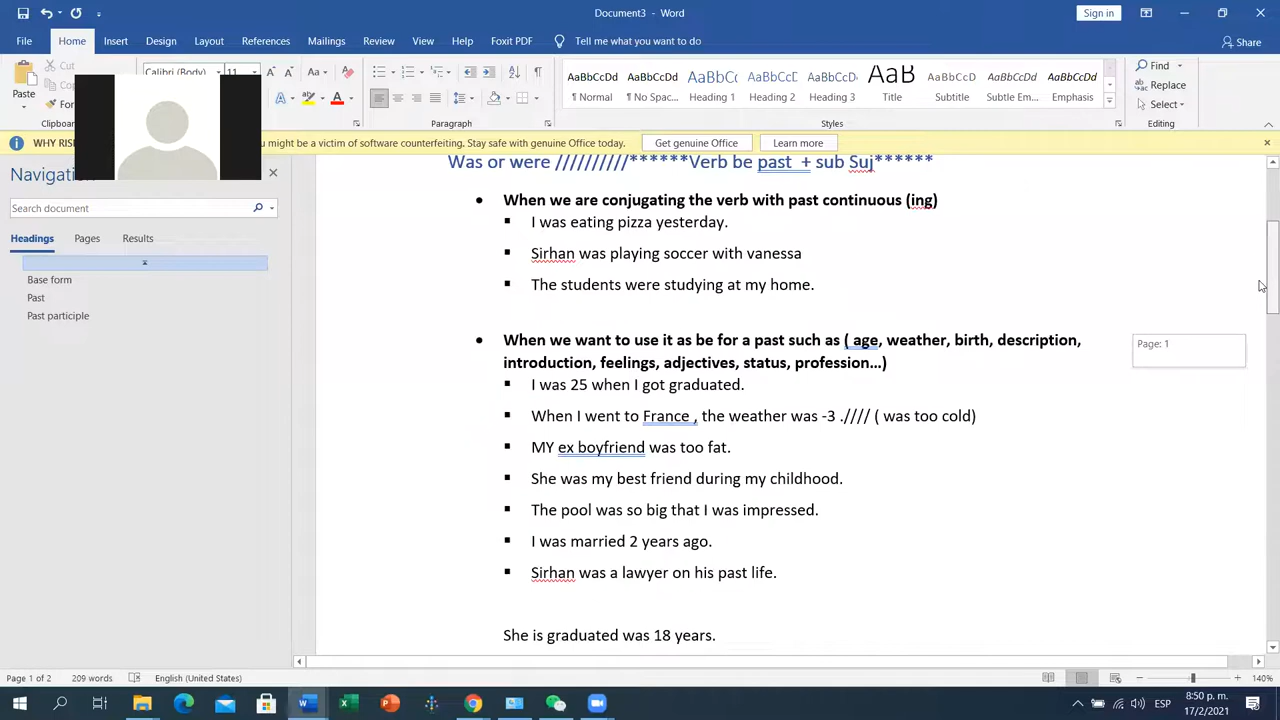 Document3 - Word
Sign in
File Home Insert Design Layout References Mailings Review View Help Foxit PDF Tell me what you want to do Share
Paste
Cut
Clipbo
Calibri (Body) 11
Paragraph
AaBbCcDd AaBbCcDd AaBbC AaBbCcD AaBbCcD AaB AaBbCcD AaBbCcDd AaBbCcDd
¶ Normal ¶ No Spac... Heading 1 Heading 2 Heading 3 Title Subtitle Subtle Em... Emphasis
Styles
Find
Replace
Select
Editing
WHY RIS
might be a victim of software counterfeiting. Stay safe with genuine Office today. Get genuine Office Learn more
Navigati
Search document
Headings Pages Results
Base form
Past
Past participle
Was or were //////////******Verb be past + sub Suj******
• When we are conjugating the verb with past continuous (ing)
▪ I was eating pizza yesterday.
▪ Sirhan was playing soccer with vanessa
▪ The students were studying at my home.
• When we want to use it as be for a past such as ( age, weather, birth, description,
introduction, feelings, adjectives, status, profession…)
▪ I was 25 when I got graduated.
▪ When I went to France , the weather was -3 .//// ( was too cold)
▪ MY ex boyfriend was too fat.
▪ She was my best friend during my childhood.
▪ The pool was so big that I was impressed.
▪ I was married 2 years ago.
▪ Sirhan was a lawyer on his past life.
She is graduated was 18 years.
Page: 1
Page 1 of 2 209 words English (United States) 140%
ESP 8:50 p. m.
17/2/2021